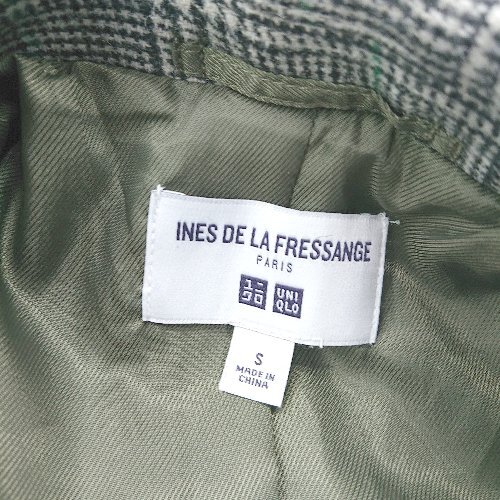 INES DE LA FRESSANGE
PARIS
ユニ UNI
クロ QLO
S
MADE IN
CHINA